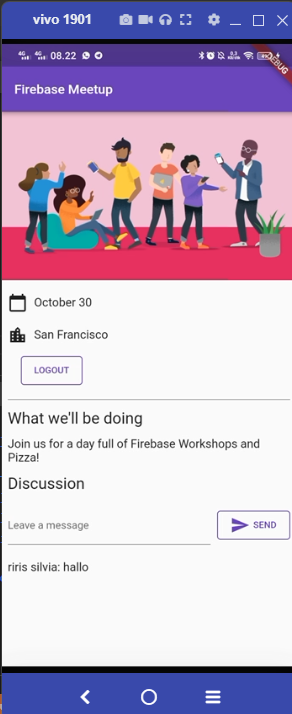 vivo 1901
4G 4G 08.22
DEBUG
Firebase Meetup
October 30
San Francisco
LOGOUT
What we'll be doing
Join us for a day full of Firebase Workshops and
Pizza!
Discussion
Leave a message
SEND
riris silvia: hallo